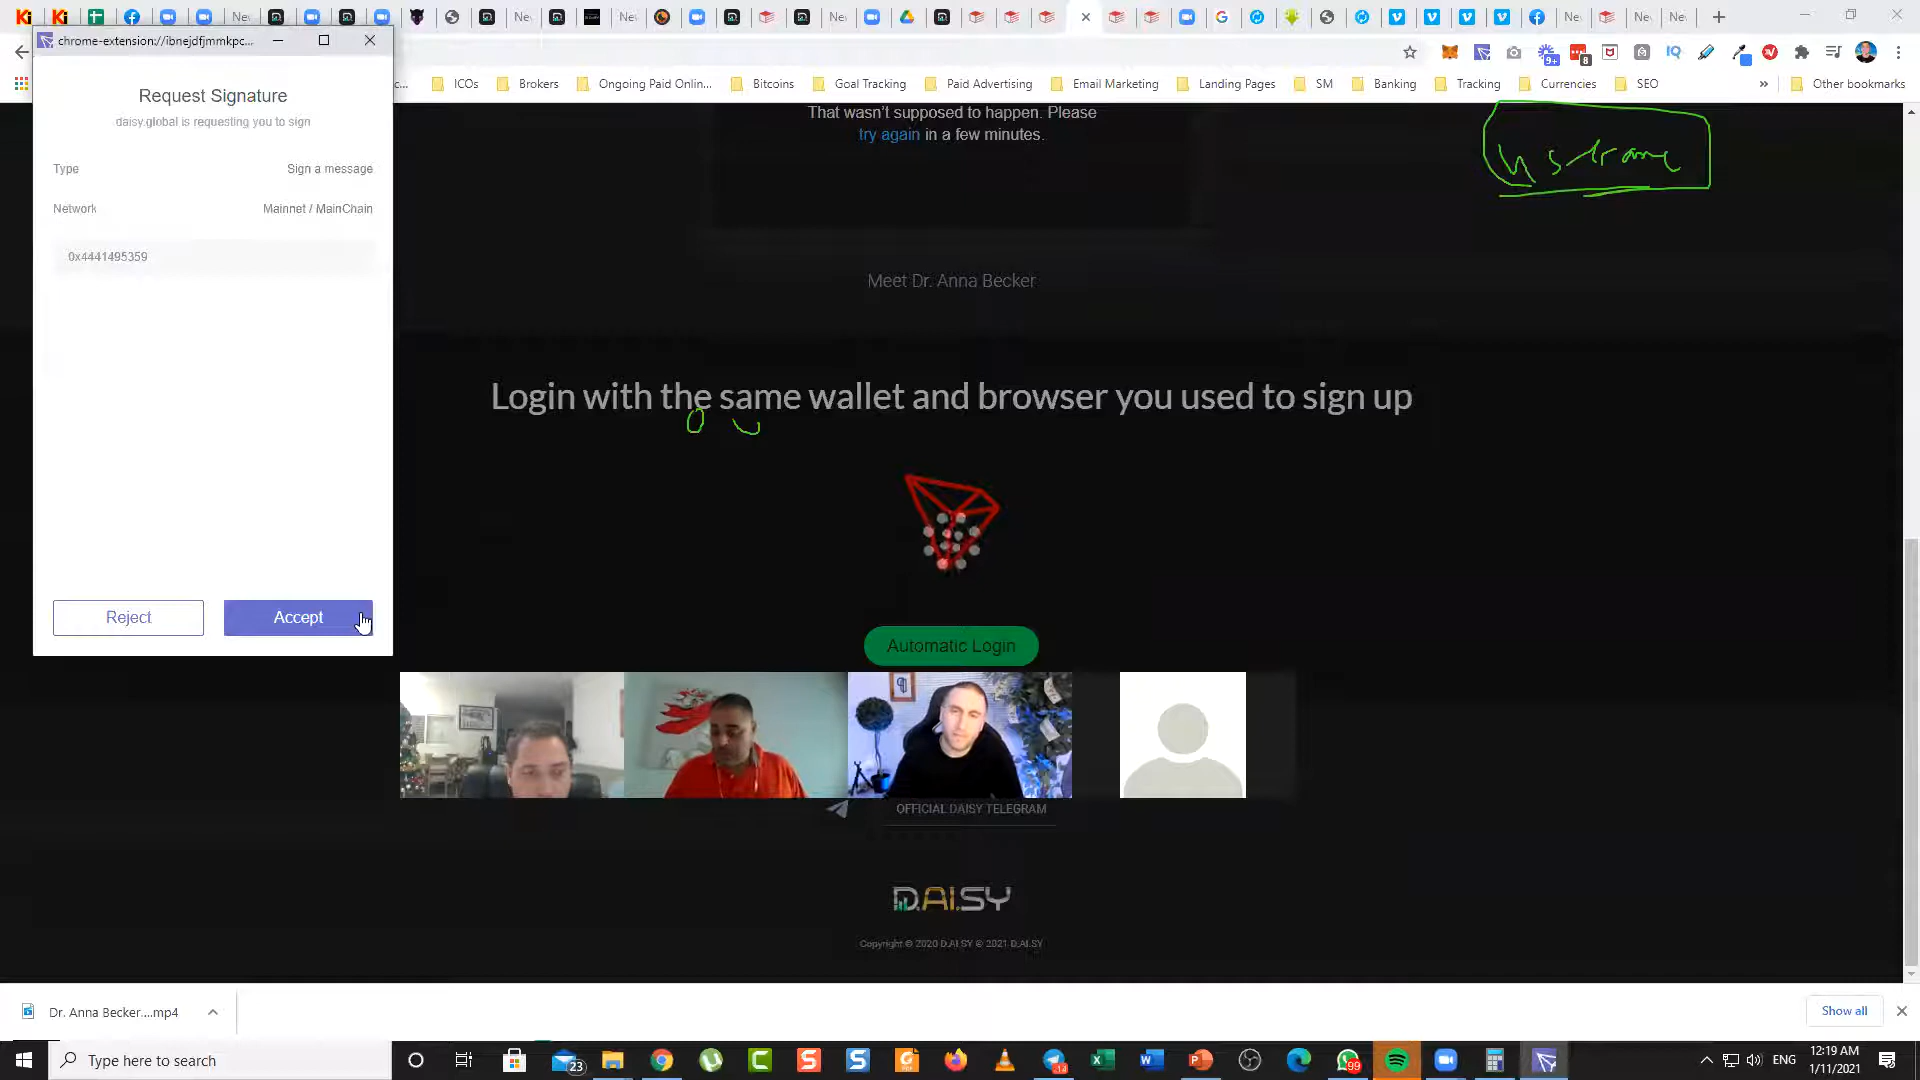 chrome-extension://ibnejdfjmmkpc...
Request Signature
daisy.global is requesting you to sign
Type
Sign a message
Network
Mainnet / MainChain
0x4441495359
Reject
Accept
ICOs
Brokers
Ongoing Paid Onlin...
Bitcoins
Goal Tracking
Paid Advertising
Email Marketing
Landing Pages
SM
Banking
Tracking
Currencies
SEO
»
Other bookmarks
That wasn't supposed to happen. Please
try again in a few minutes.
Meet Dr. Anna Becker
Login with the same wallet and browser you used to sign up
Automatic Login
OFFICIAL DAISY TELEGRAM
D.AI.SY
Copyright © 2020 D.AI.SY © 2021 D.AI.SY
Dr. Anna Becker....mp4
Show all
Type here to search
23
99
ENG
12:19 AM
1/11/2021